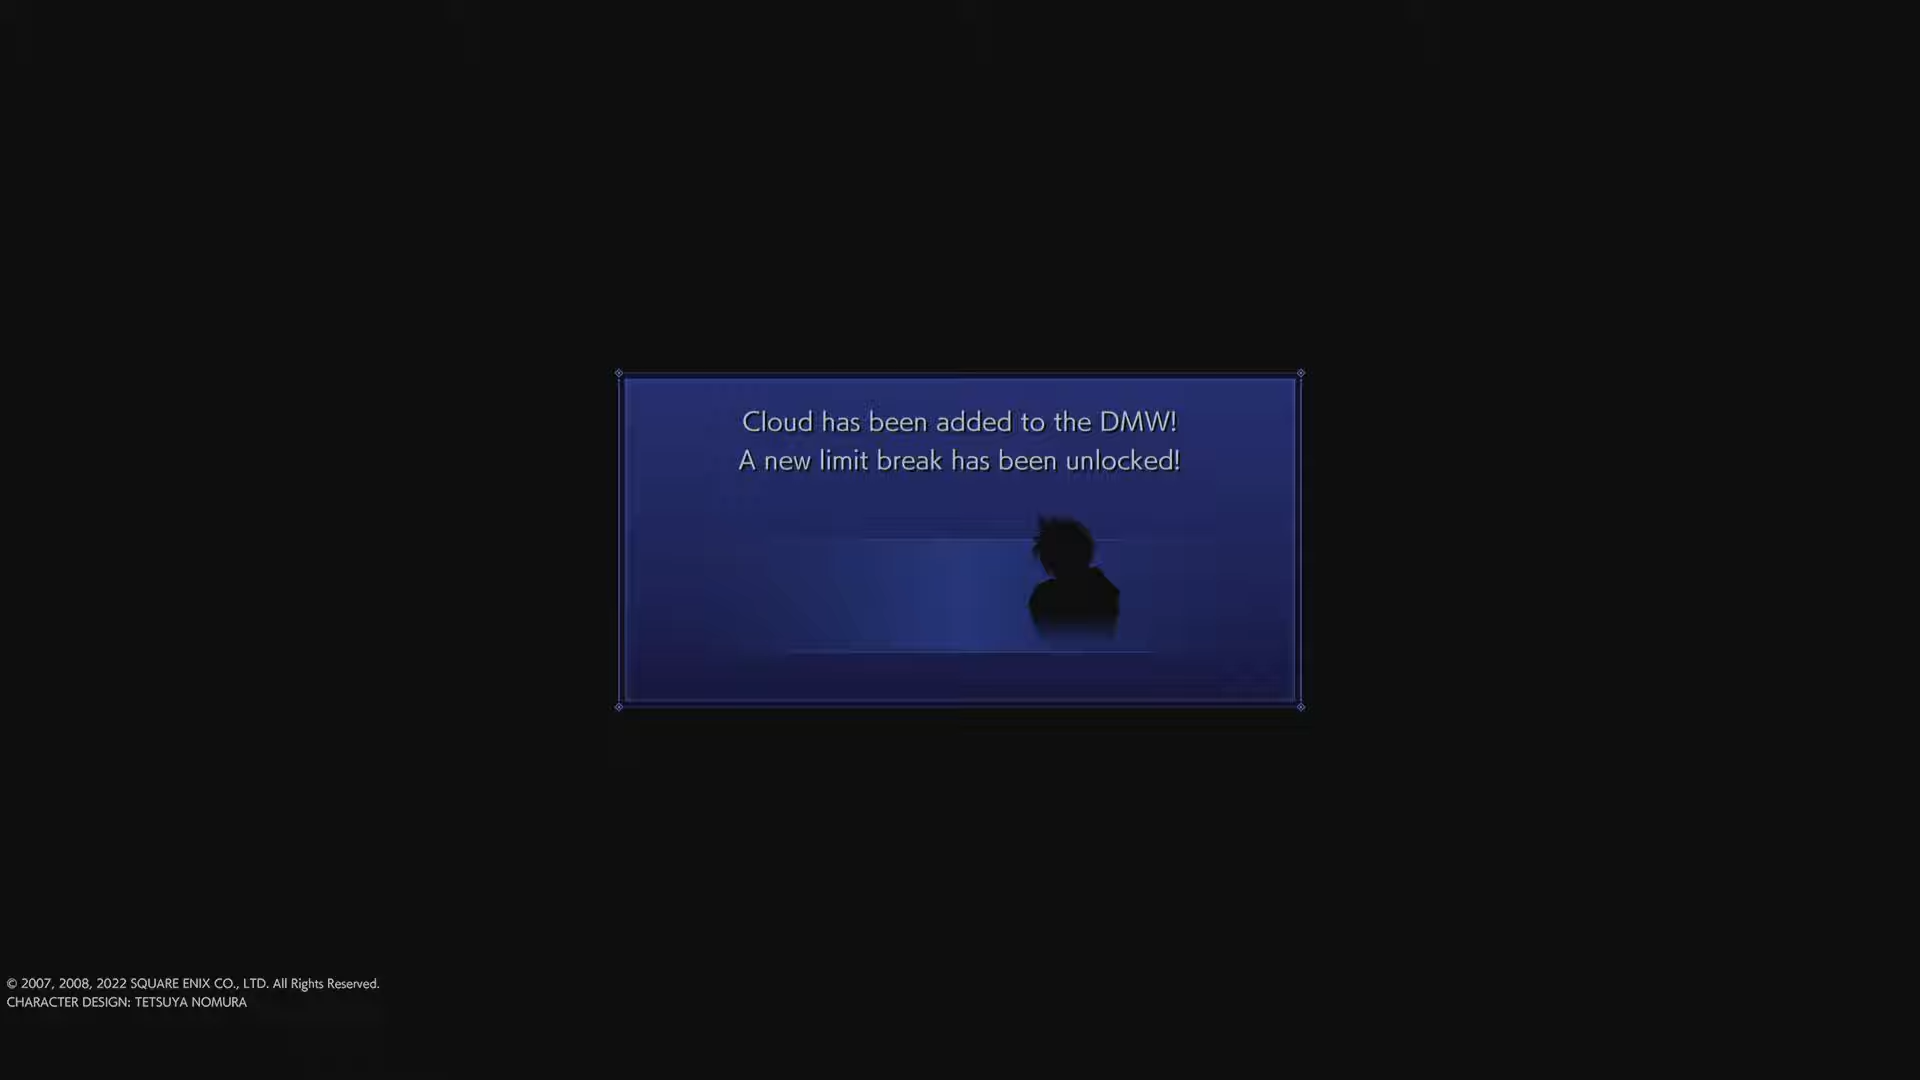 Cloud has been added to the DMW!
A new limit break has been unlocked!
© 2007, 2008, 2022 SQUARE ENIX CO., LTD. All Rights Reserved.
CHARACTER DESIGN: TETSUYA NOMURA